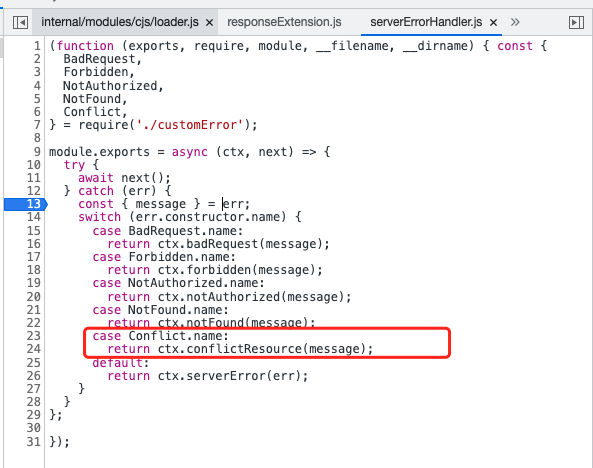 internal/modules/cjs/loader.js × responseExtension.js serverErrorHandler.js × »
1 (function (exports, require, module, __filename, __dirname) { const {
2 BadRequest,
3 Forbidden,
4 NotAuthorized,
5 NotFound,
6 Conflict,
7 } = require('./customError');
8
9 module.exports = async (ctx, next) => {
10 try {
11 await next();
12 } catch (err) {
13 const { message } = err;
14 switch (err.constructor.name) {
15 case BadRequest.name:
16 return ctx.badRequest(message);
17 case Forbidden.name:
18 return ctx.forbidden(message);
19 case NotAuthorized.name:
20 return ctx.notAuthorized(message);
21 case NotFound.name:
22 return ctx.notFound(message);
23 case Conflict.name:
24 return ctx.conflictResource(message);
25 default:
26 return ctx.serverError(err);
27 }
28 }
29 };
30
31 });